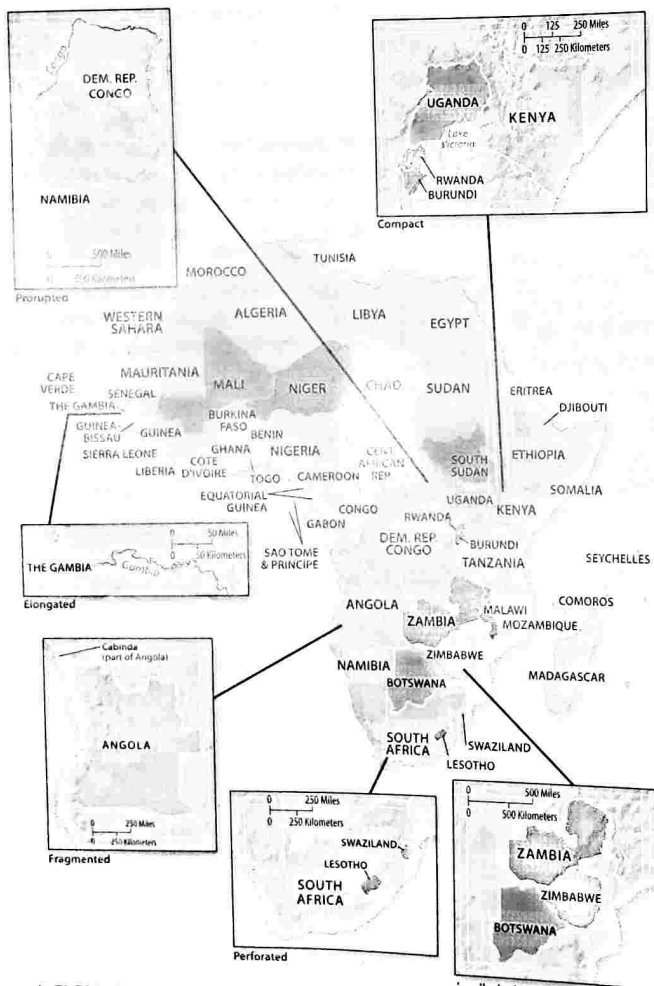 DEM. REP.
CONGO
NAMIBIA
0 500 Miles
0 500 Kilometers
Prorupted
0 125 250 Miles
0 125 250 Kilometers
UGANDA
KENYA
Lake
Victoria
RWANDA
BURUNDI
Compact
TUNISIA
MOROCCO
ALGERIA
LIBYA
EGYPT
WESTERN
SAHARA
MAURITANIA
MALI
NIGER
CHAD
SUDAN
ERITREA
DJIBOUTI
CAPE
VERDE
SENEGAL
THE GAMBIA
GUINEA-
BISSAU
GUINEA
BURKINA
FASO
BENIN
SIERRA LEONE
GHANA
NIGERIA
CÔTE
D'IVOIRE
LIBERIA
TOGO
CAMEROON
CENT.
AFRICAN
REP.
SOUTH
SUDAN
ETHIOPIA
SOMALIA
EQUATORIAL
GUINEA
GABON
CONGO
UGANDA
KENYA
RWANDA
DEM. REP.
CONGO
BURUNDI
TANZANIA
SEYCHELLES
SAO TOME
& PRINCIPE
0 50 Miles
0 50 Kilometers
THE GAMBIA
Gambia
Elongated
ANGOLA
ZAMBIA
MALAWI
MOZAMBIQUE
COMOROS
ZIMBABWE
NAMIBIA
BOTSWANA
MADAGASCAR
SOUTH
AFRICA
SWAZILAND
LESOTHO
Cabinda
(part of Angola)
ANGOLA
0 250 Miles
0 250 Kilometers
Fragmented
0 250 Miles
0 250 Kilometers
SWAZILAND
LESOTHO
SOUTH
AFRICA
Perforated
0 500 Miles
0 500 Kilometers
ZAMBIA
ZIMBABWE
BOTSWANA